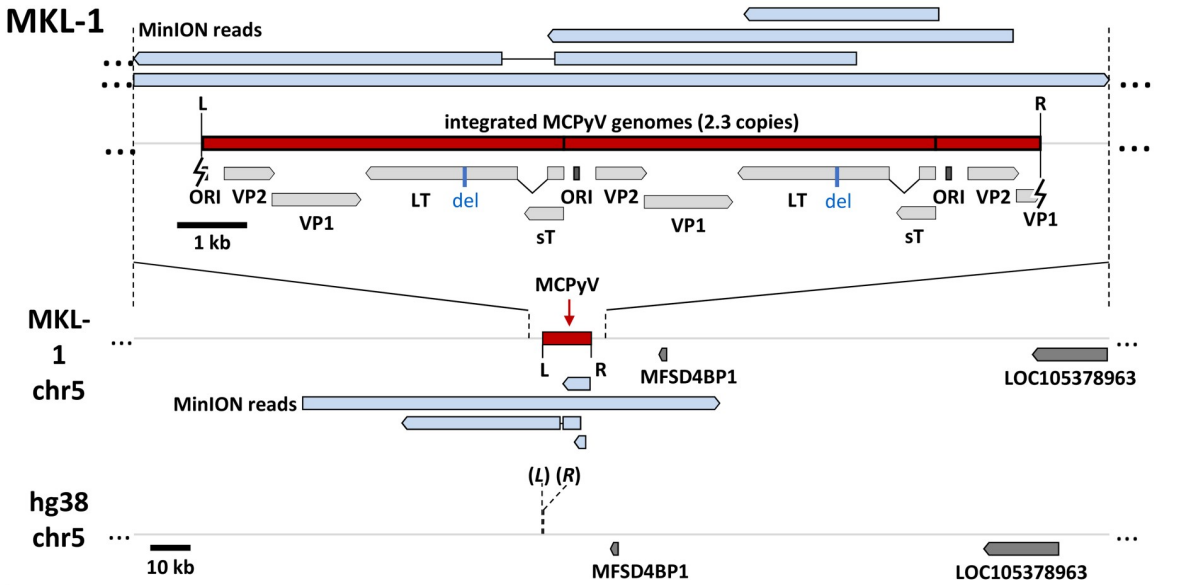 MKL-1
MinION reads
L
R
integrated MCPyV genomes (2.3 copies)
ORI
VP2
VP1
LT
del
sT
ORI
VP2
VP1
LT
del
sT
ORI
VP2
VP1
1 kb
MCPyV
MKL-
1
chr5
L
R
MFSD4BP1
LOC105378963
MinION reads
(L) (R)
hg38
chr5
10 kb
MFSD4BP1
LOC105378963